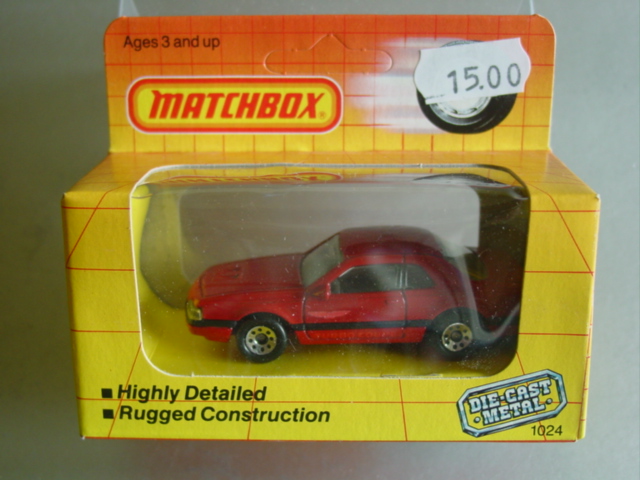 Ages 3 and up
15.00
MATCHBOX®
■ Highly Detailed
■ Rugged Construction
DIE-CAST
METAL
1024